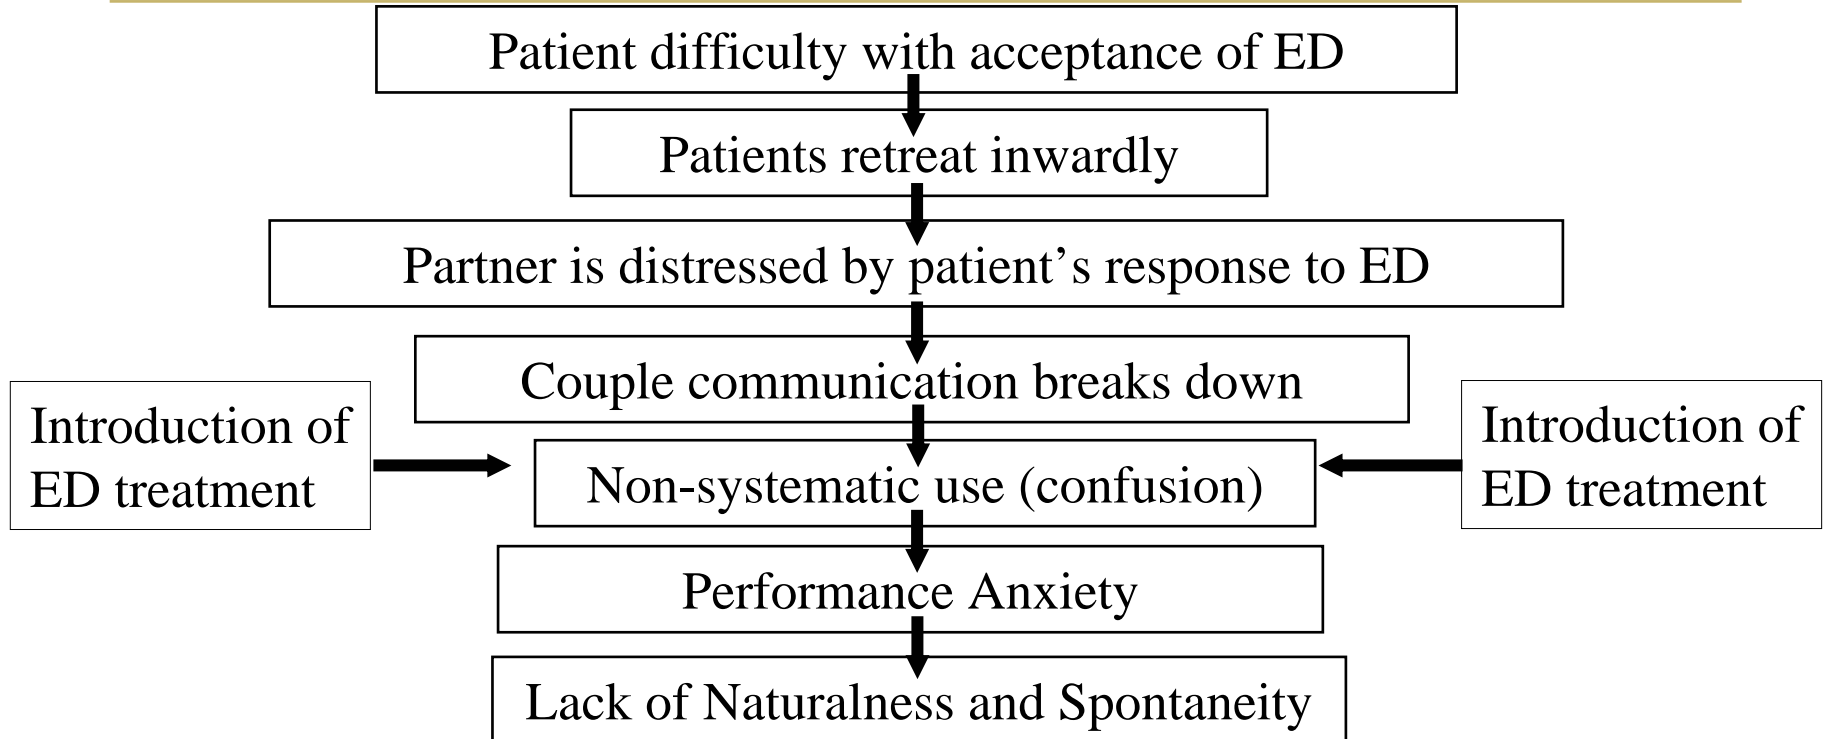 Patient difficulty with acceptance of ED
Patients retreat inwardly
Partner is distressed by patient’s response to ED
Couple communication breaks down
Introduction of
ED treatment
Non-systematic use (confusion)
Introduction of
ED treatment
Performance Anxiety
Lack of Naturalness and Spontaneity